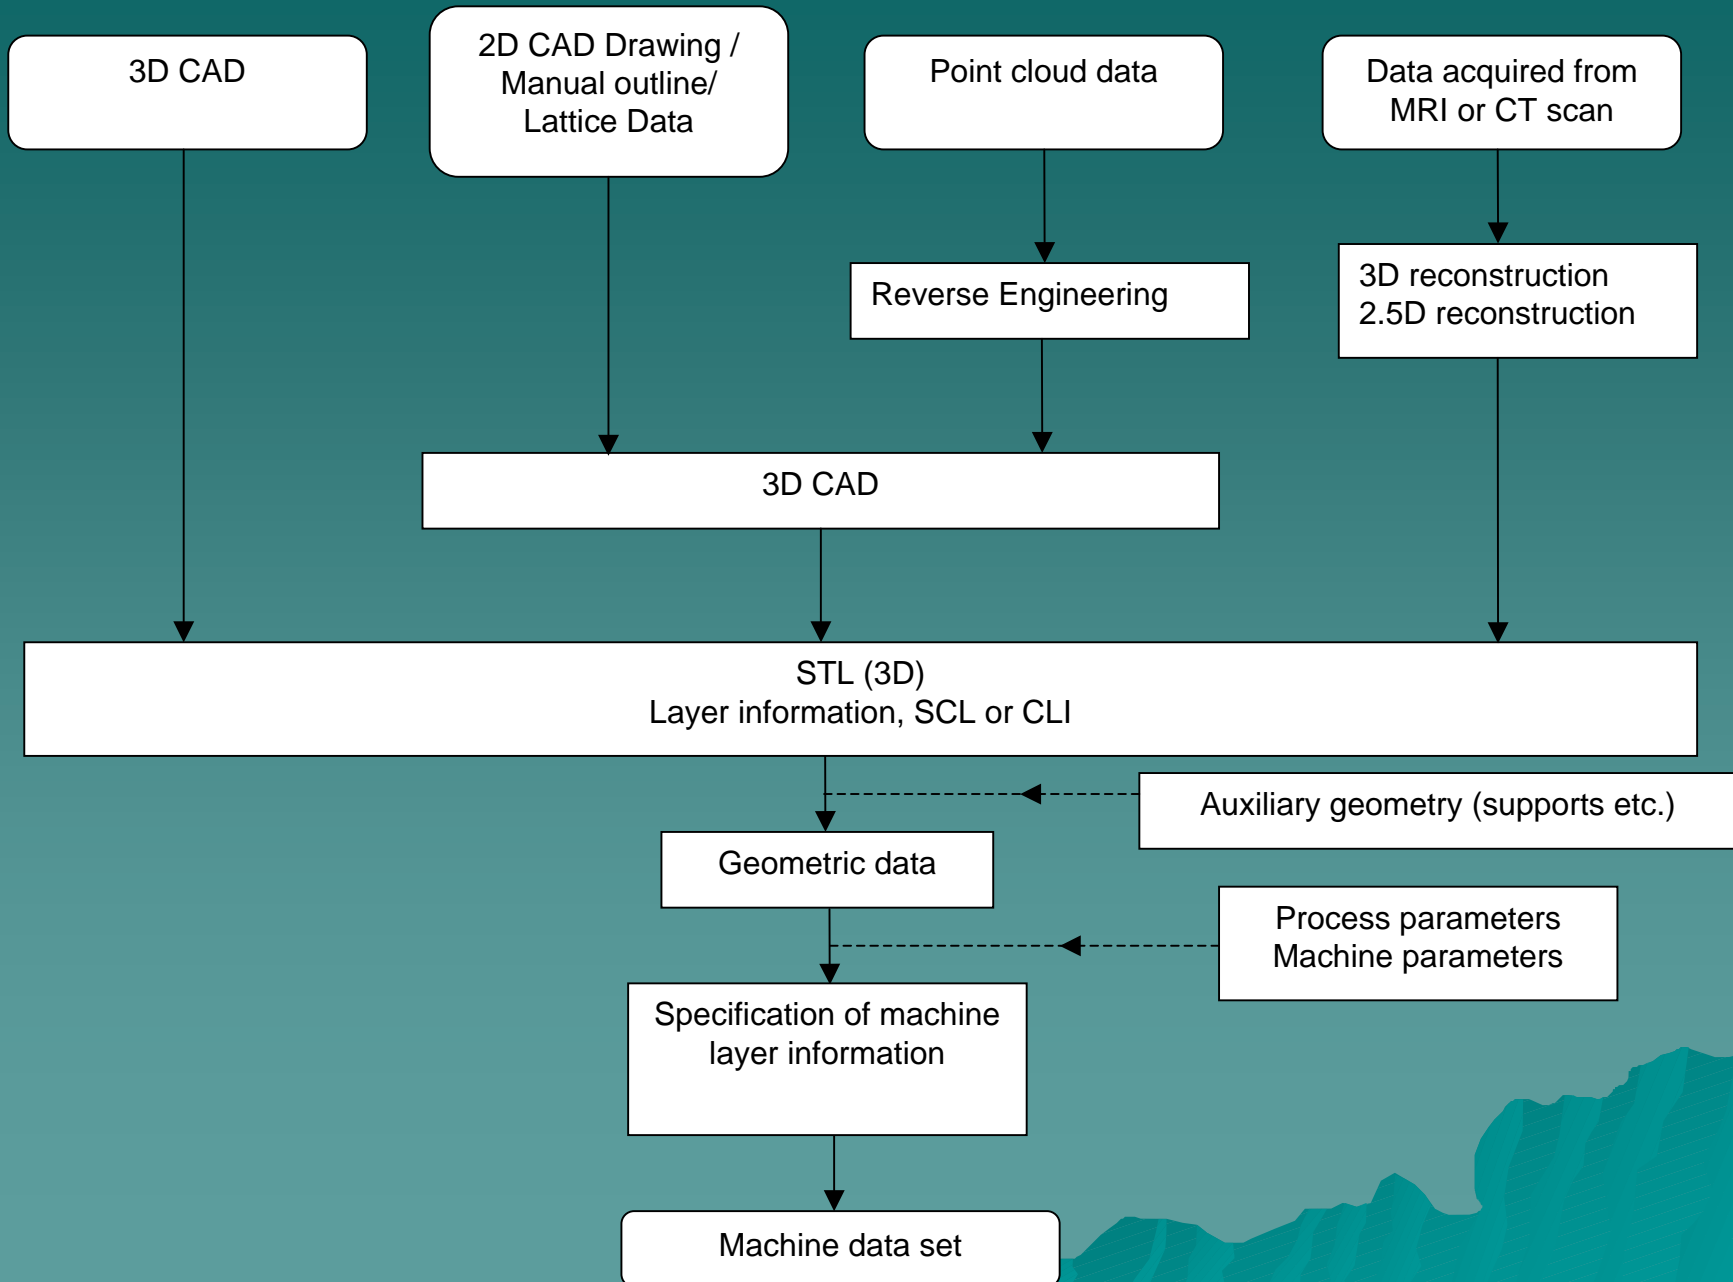 3D CAD
2D CAD Drawing /
Manual outline/
Lattice Data
Point cloud data
Data acquired from
MRI or CT scan
Reverse Engineering
3D reconstruction
2.5D reconstruction
3D CAD
STL (3D)
Layer information, SCL or CLI
Auxiliary geometry (supports etc.)
Geometric data
Process parameters
Machine parameters
Specification of machine
layer information
Machine data set